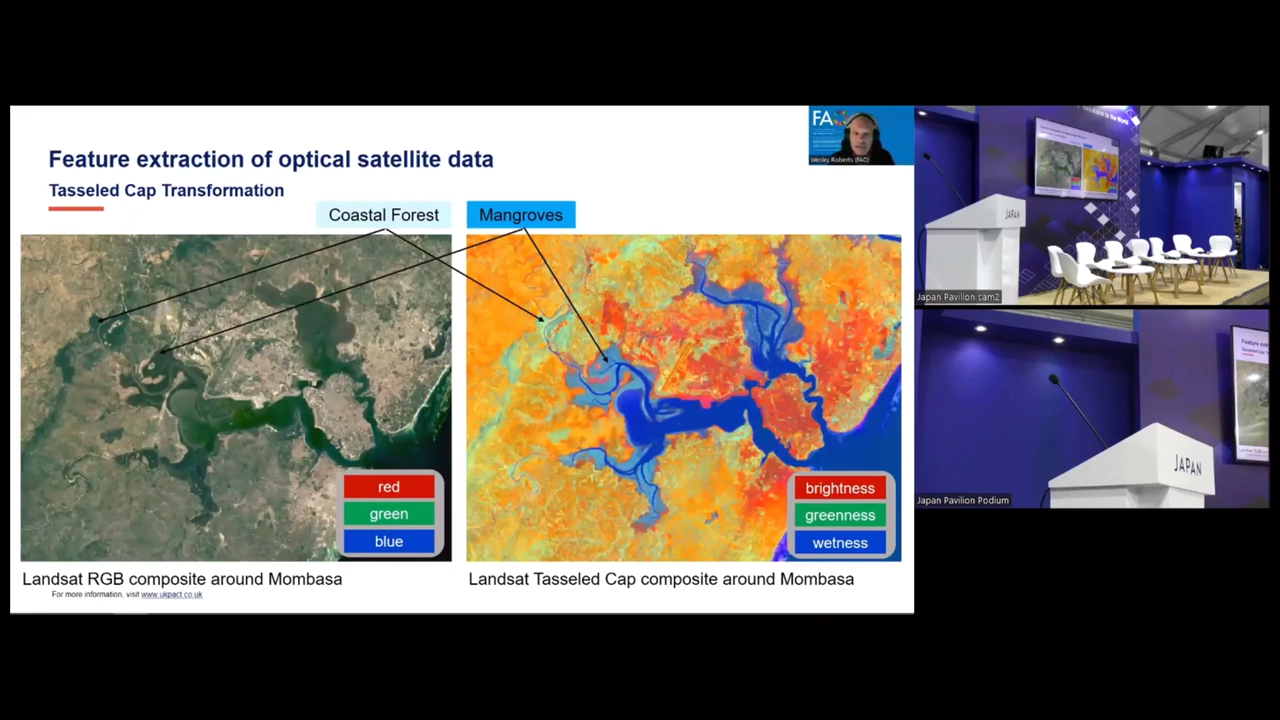 Feature extraction of optical satellite data
Tasseled Cap Transformation
FAO
Wesley Roberts (FAO)
Coastal Forest
Mangroves
red
green
blue
brightness
greenness
wetness
Landsat RGB composite around Mombasa
Landsat Tasseled Cap composite around Mombasa
For more information, visit www.ukpact.co.uk
JAPAN
Japan Pavilion cam2
JAPAN
Japan Pavilion Podium